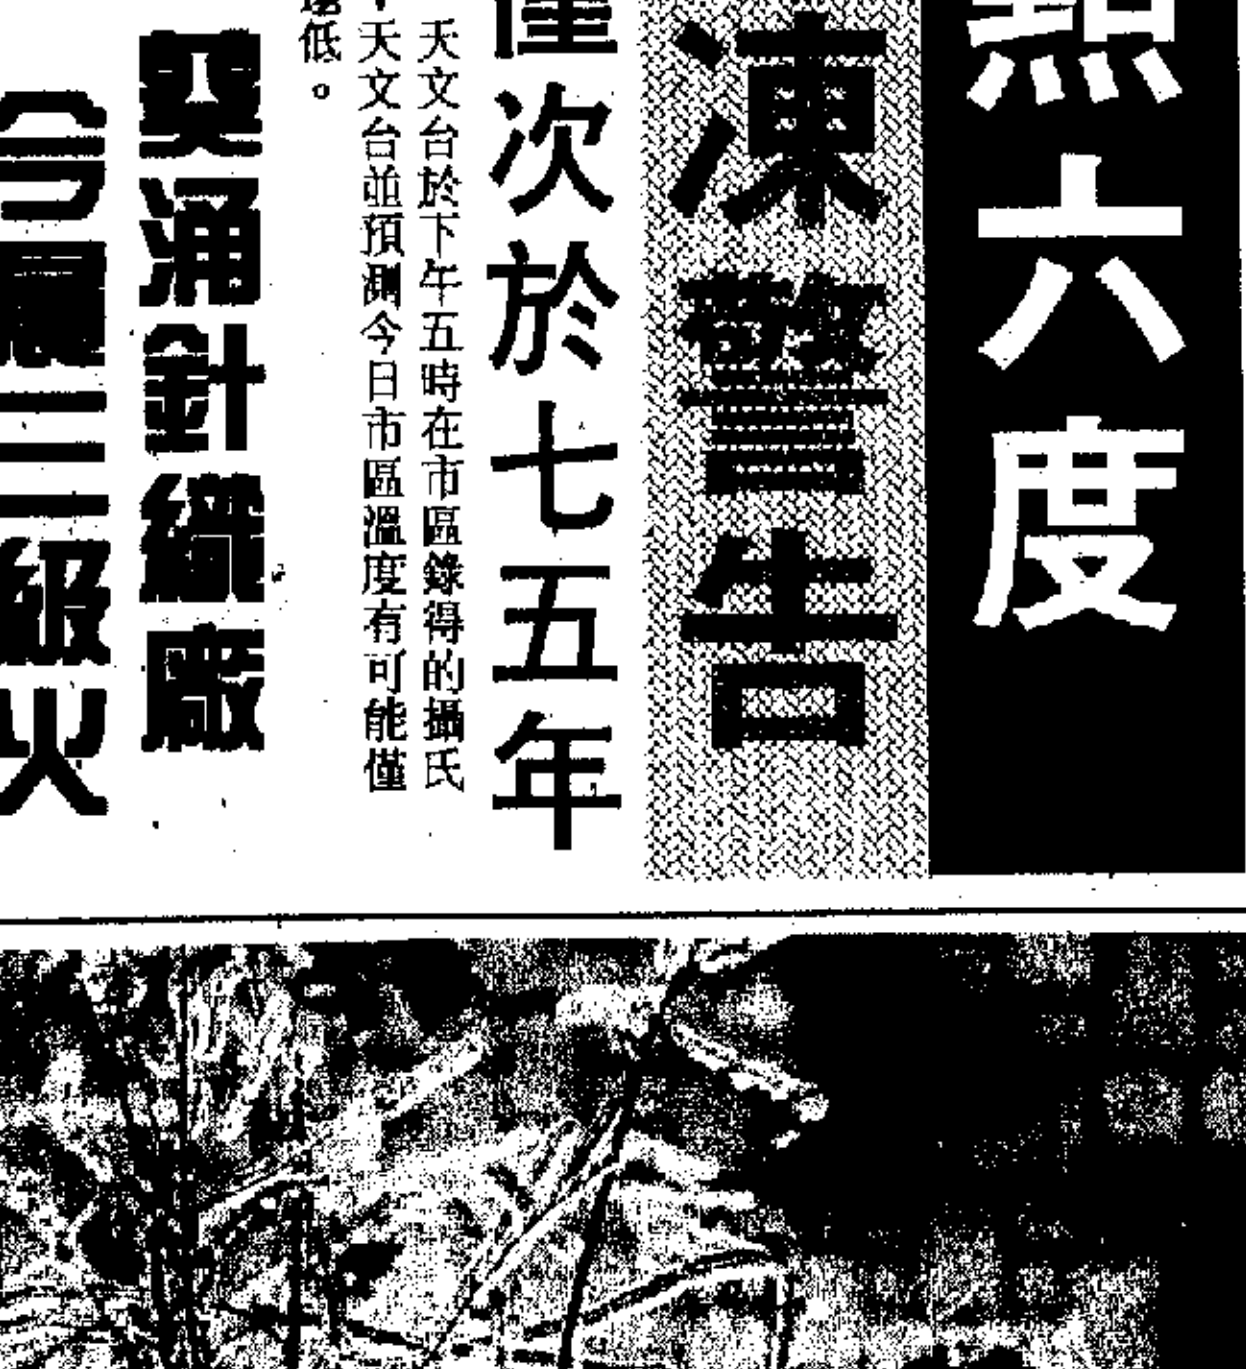 點六度
凍警告
僅次於七五年
天文台於下午五時在市區錄得的攝氏
，天文台並預測今日市區溫度有可能僅
低。
葵涌針織廠
今晨三級火